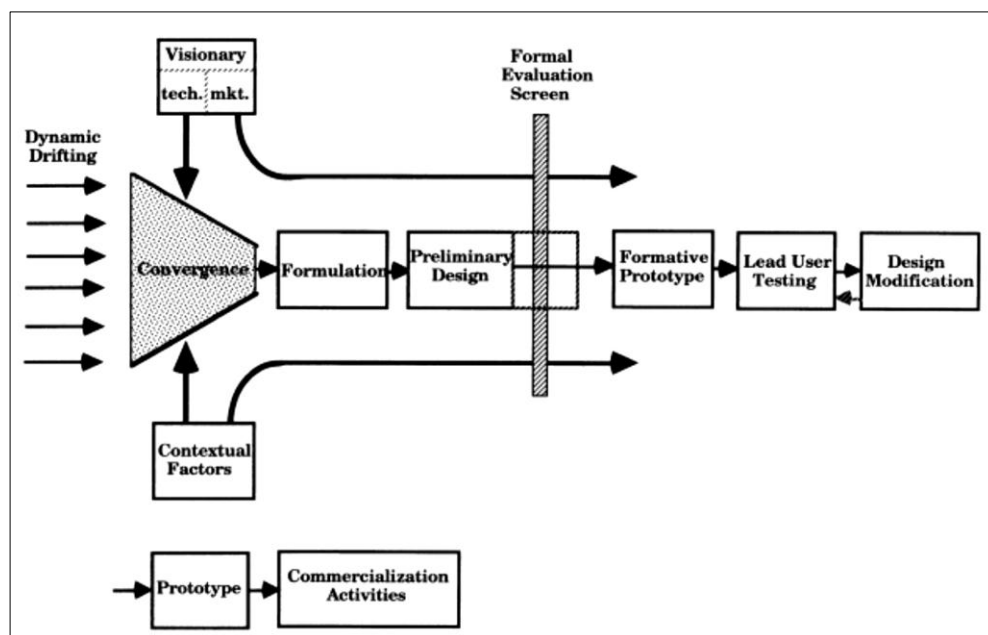 Visionary
tech. mkt.
Formal
Evaluation
Screen
Dynamic
Drifting
Convergence
Formulation
Preliminary
Design
Formative
Prototype
Lead User
Testing
Design
Modification
Contextual
Factors
Prototype
Commercialization
Activities